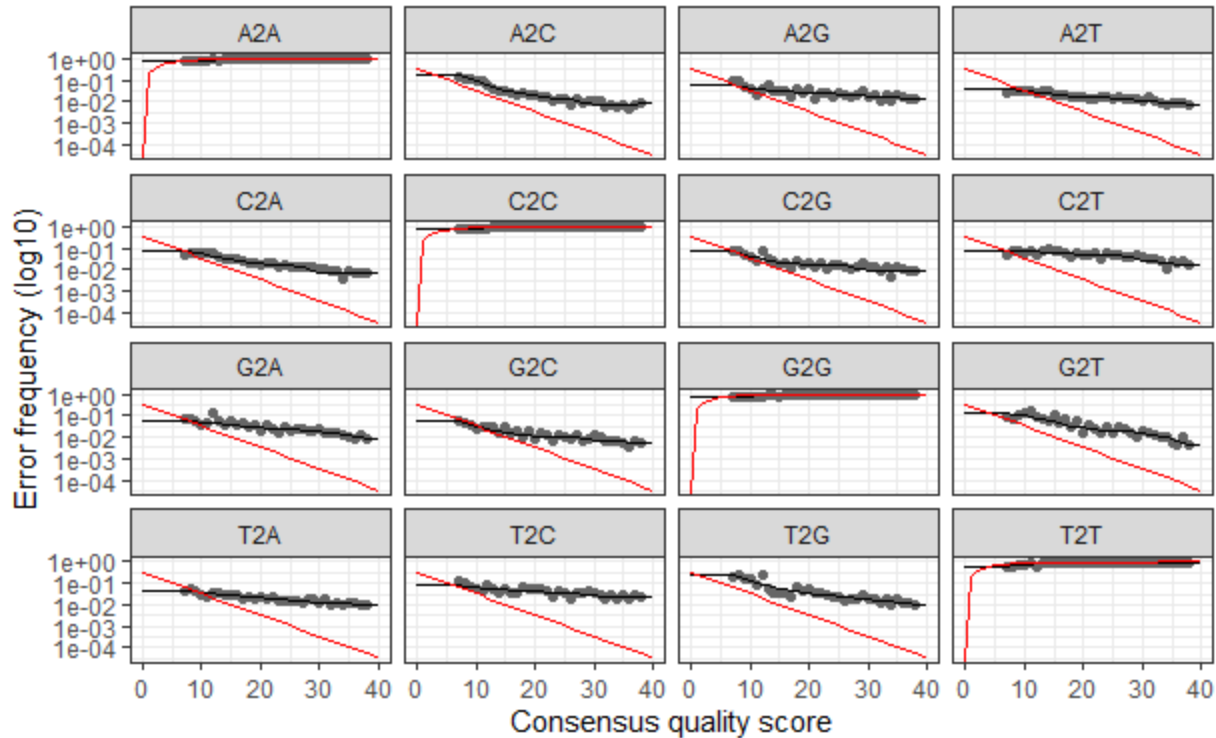 A2A A2C A2G A2T
1e+00
1e-01
1e-02
1e-03
1e-04
C2A C2C C2G C2T
1e+00
1e-01
1e-02
1e-03
1e-04
G2A G2C G2G G2T
1e+00
1e-01
1e-02
1e-03
1e-04
T2A T2C T2G T2T
1e+00
1e-01
1e-02
1e-03
1e-04
0 10 20 30 40 0 10 20 30 40 0 10 20 30 40 0 10 20 30 40
Error frequency (log10)
Consensus quality score